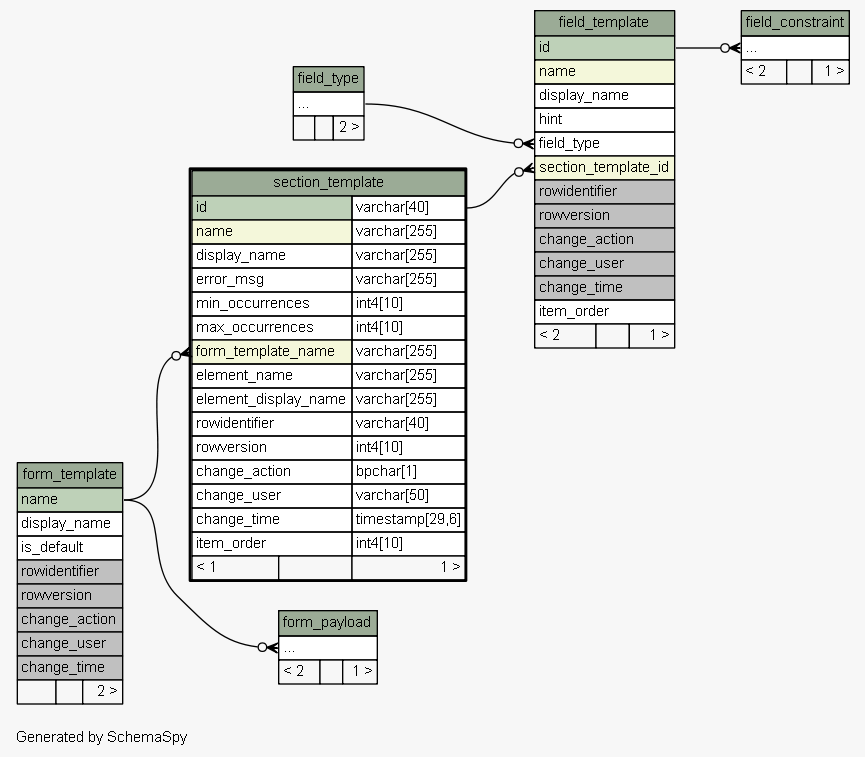 field_template
id
name
display_name
hint
field_type
section_template_id
rowidentifier
rowversion
change_action
change_user
change_time
item_order
< 2 1 >
field_constraint
...
< 2 1 >
field_type
...
2 >
section_template
id varchar[40]
name varchar[255]
display_name varchar[255]
error_msg varchar[255]
min_occurrences int4[10]
max_occurrences int4[10]
form_template_name varchar[255]
element_name varchar[255]
element_display_name varchar[255]
rowidentifier varchar[40]
rowversion int4[10]
change_action bpchar[1]
change_user varchar[50]
change_time timestamp[29,6]
item_order int4[10]
< 1 1 >
form_template
name
display_name
is_default
rowidentifier
rowversion
change_action
change_user
change_time
2 >
form_payload
...
< 2 1 >
Generated by SchemaSpy